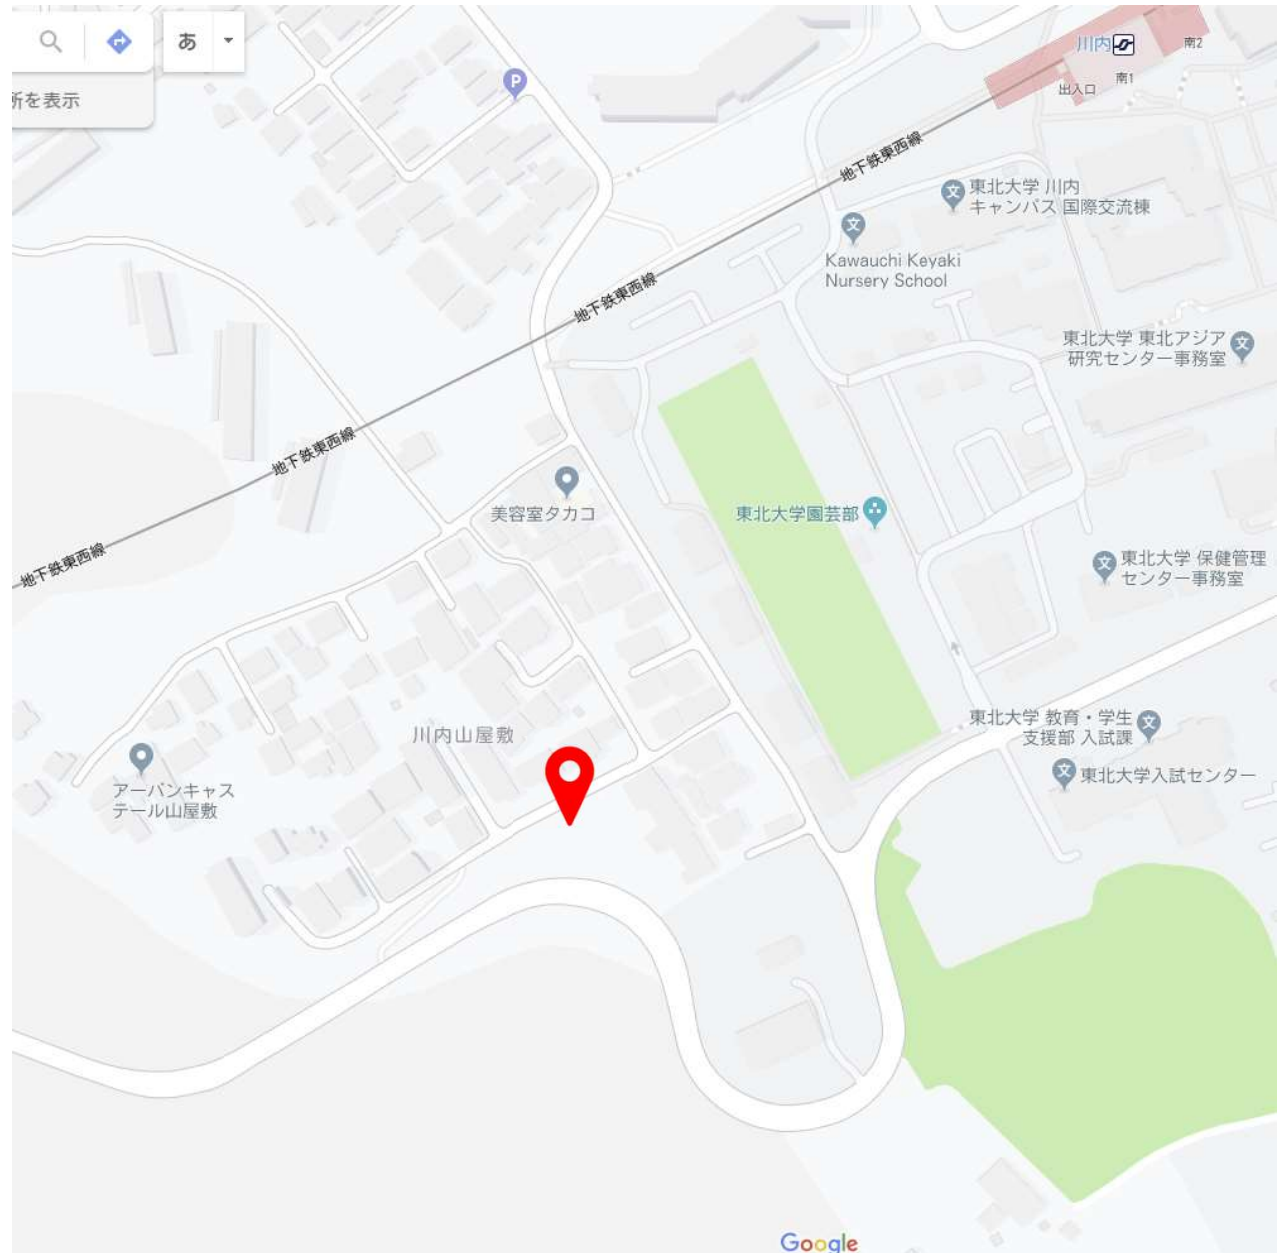 あ
所を表示
P
川内
南2
南1
出入口
地下鉄東西線
文
東北大学 川内
キャンパス 国際交流棟
文
Kawauchi Keyaki
Nursery School
地下鉄東西線
東北大学 東北アジア
研究センター事務室
文
地下鉄東西線
美容室タカコ
東北大学園芸部
地下鉄東西線
文
東北大学 保健管理
センター事務室
川内山屋敷
東北大学 教育・学生
支援部 入試課
文
文
東北大学入試センター
アーバンキャス
テール山屋敷
Google